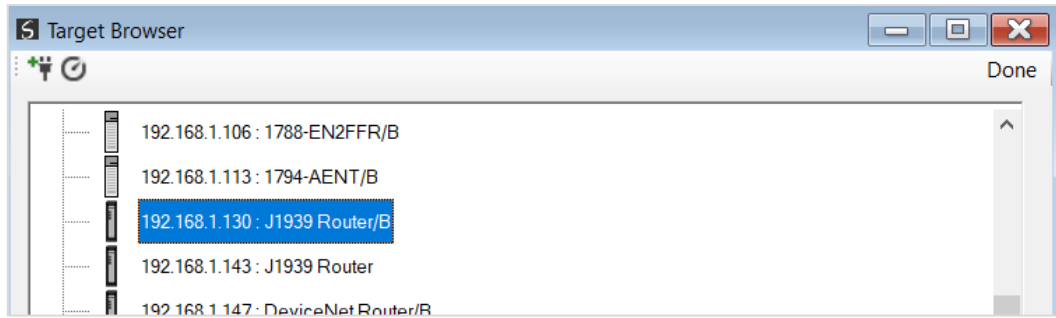 Target Browser
Done
192.168.1.106 : 1788-EN2FFR/B
192.168.1.113 : 1794-AENT/B
192.168.1.130 : J1939 Router/B
192.168.1.143 : J1939 Router
192.168.1.147 : DeviceNet Router/B